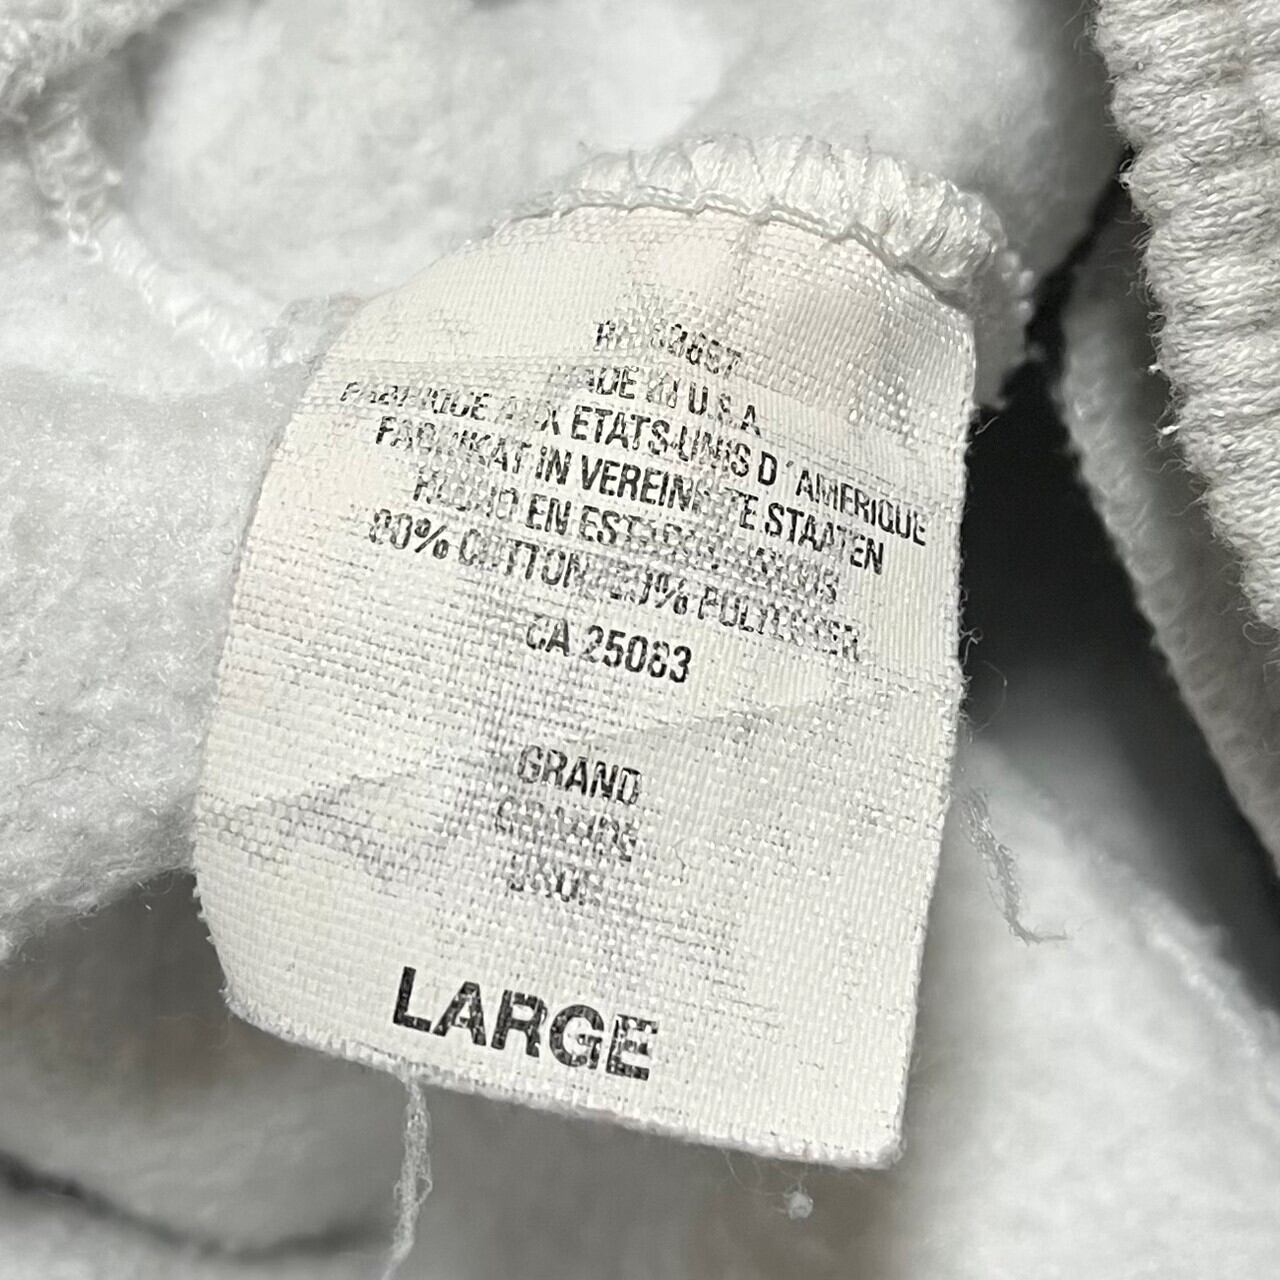 MADE IN U.S.A.
FABRIQUE AUX ETATS-UNIS D'AMERIQUE
FABRIKAT IN VEREINIGTE STAATEN
HECHO EN ESTADOS UNIDOS
COTTON POLYESTER
CA 25083
GRAND
GRANDE
LARGE